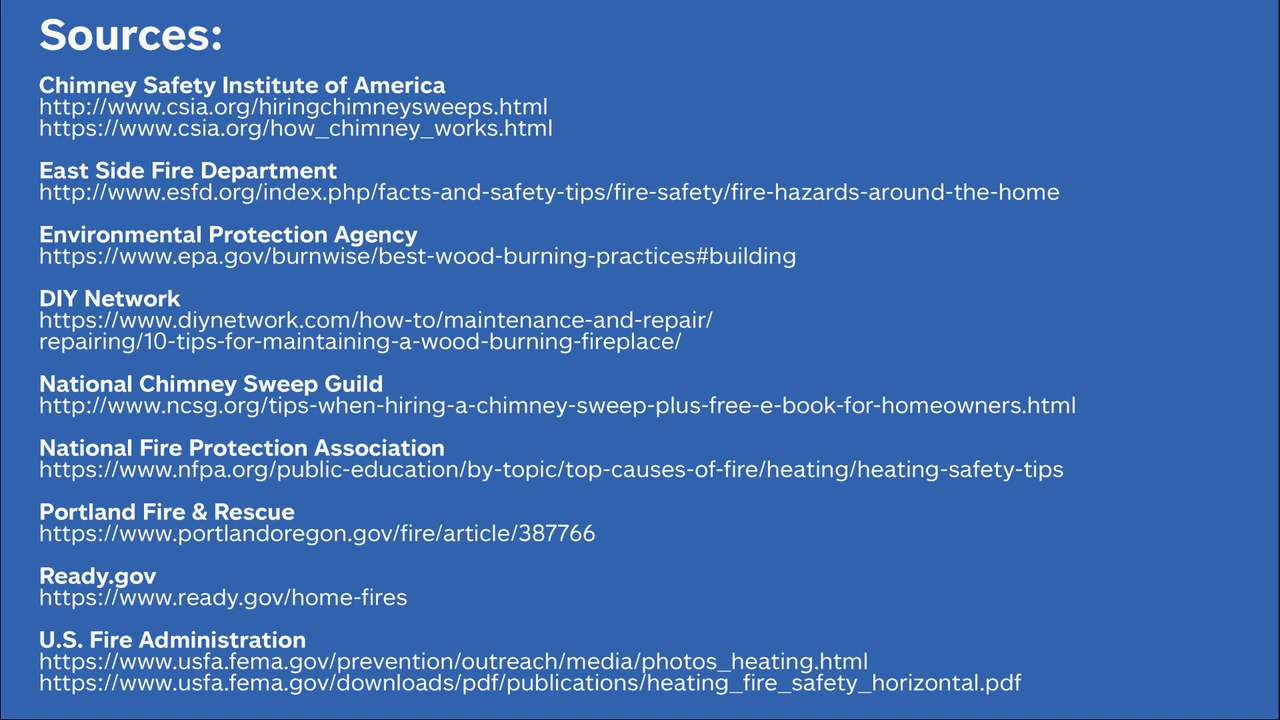 Sources:
Chimney Safety Institute of America
http://www.csia.org/hiringchimneysweeps.html
https://www.csia.org/how_chimney_works.html
East Side Fire Department
http://www.esfd.org/index.php/facts-and-safety-tips/fire-safety/fire-hazards-around-the-home
Environmental Protection Agency
https://www.epa.gov/burnwise/best-wood-burning-practices#building
DIY Network
https://www.diynetwork.com/how-to/maintenance-and-repair/
repairing/10-tips-for-maintaining-a-wood-burning-fireplace/
National Chimney Sweep Guild
http://www.ncsg.org/tips-when-hiring-a-chimney-sweep-plus-free-e-book-for-homeowners.html
National Fire Protection Association
https://www.nfpa.org/public-education/by-topic/top-causes-of-fire/heating/heating-safety-tips
Portland Fire & Rescue
https://www.portlandoregon.gov/fire/article/387766
Ready.gov
https://www.ready.gov/home-fires
U.S. Fire Administration
https://www.usfa.fema.gov/prevention/outreach/media/photos_heating.html
https://www.usfa.fema.gov/downloads/pdf/publications/heating_fire_safety_horizontal.pdf